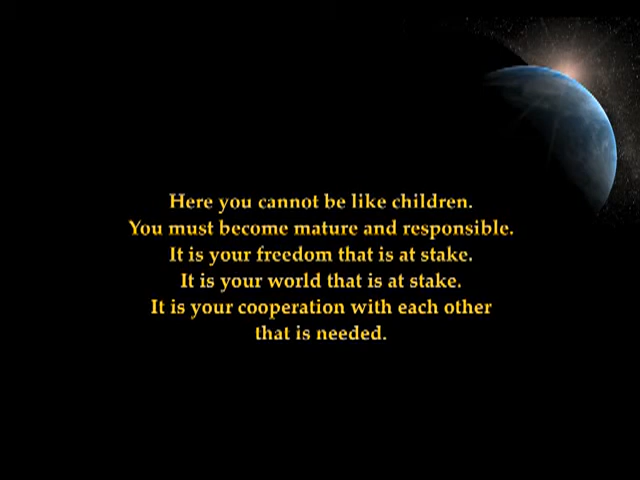 Here you cannot be like children.
You must become mature and responsible.
It is your freedom that is at stake.
It is your world that is at stake.
It is your cooperation with each other
that is needed.